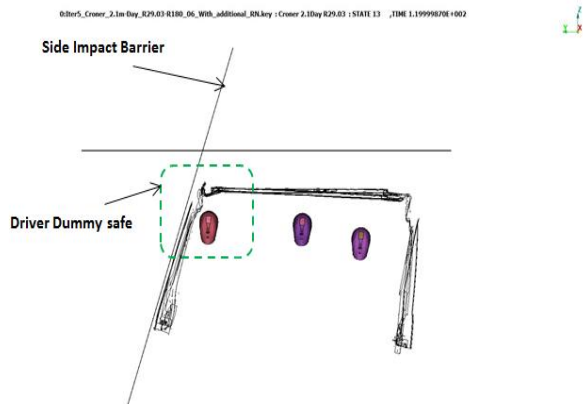 0:Iter5_Croner_2.1m-Day_R29.03-R180_06_With_additional_RN.key : Croner 2.1Day R29.03 : STATE 13 ,TIME 1.19999870E+002
Side Impact Barrier
Driver Dummy safe